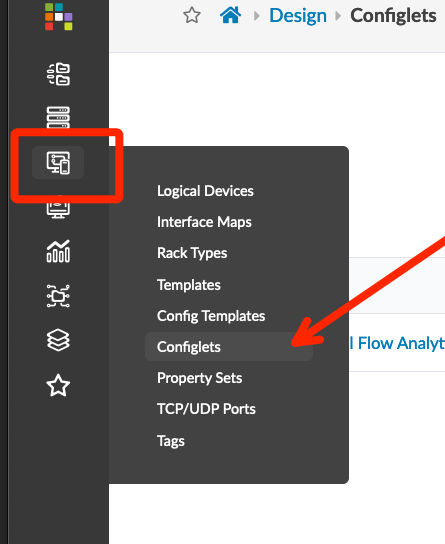 Design Configlets
Logical Devices
Interface Maps
Rack Types
Templates
Config Templates
Configlets
l Flow Analyt
Property Sets
TCP/UDP Ports
Tags